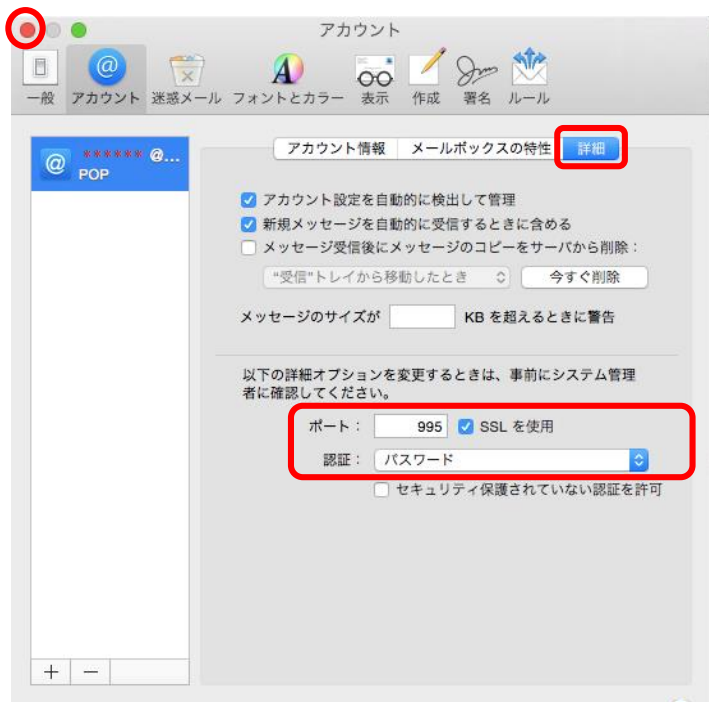 アカウント
一般 アカウント 迷惑メール フォントとカラー 表示 作成 署名 ルール
****** @...
POP
アカウント情報 メールボックスの特性 詳細
アカウント設定を自動的に検出して管理
新規メッセージを自動的に受信するときに含める
メッセージ受信後にメッセージのコピーをサーバから削除：
"受信"トレイから移動したとき 今すぐ削除
メッセージのサイズが KB を超えるときに警告
以下の詳細オプションを変更するときは、事前にシステム管理
者に確認してください。
ポート： 995 SSL を使用
認証： パスワード
セキュリティ保護されていない認証を許可